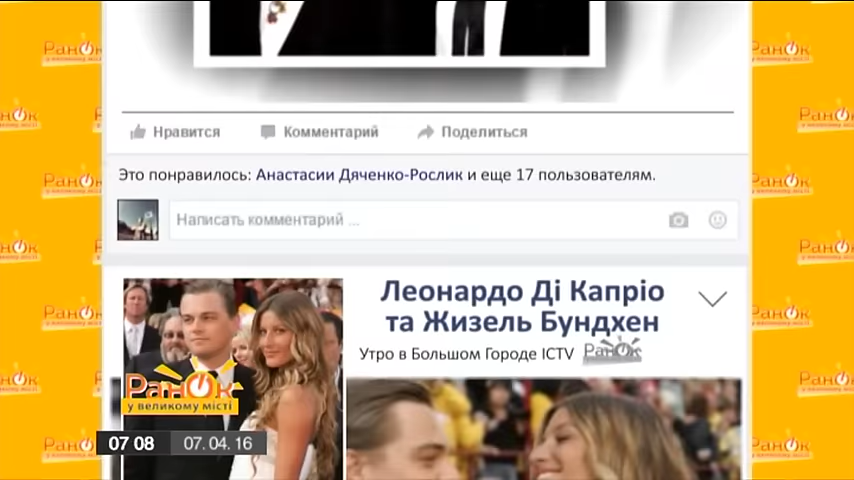 Нравится Комментарий Поделиться
Это понравилось: Анастасии Дяченко-Рослик и еще 17 пользователям.
Написать комментарий ...
Леонардо Ді Капріо
та Жизель Бундхен
Утро в Большом Городе ICTV Ранок
Ранок
у великому місті
07 08 07. 04. 16